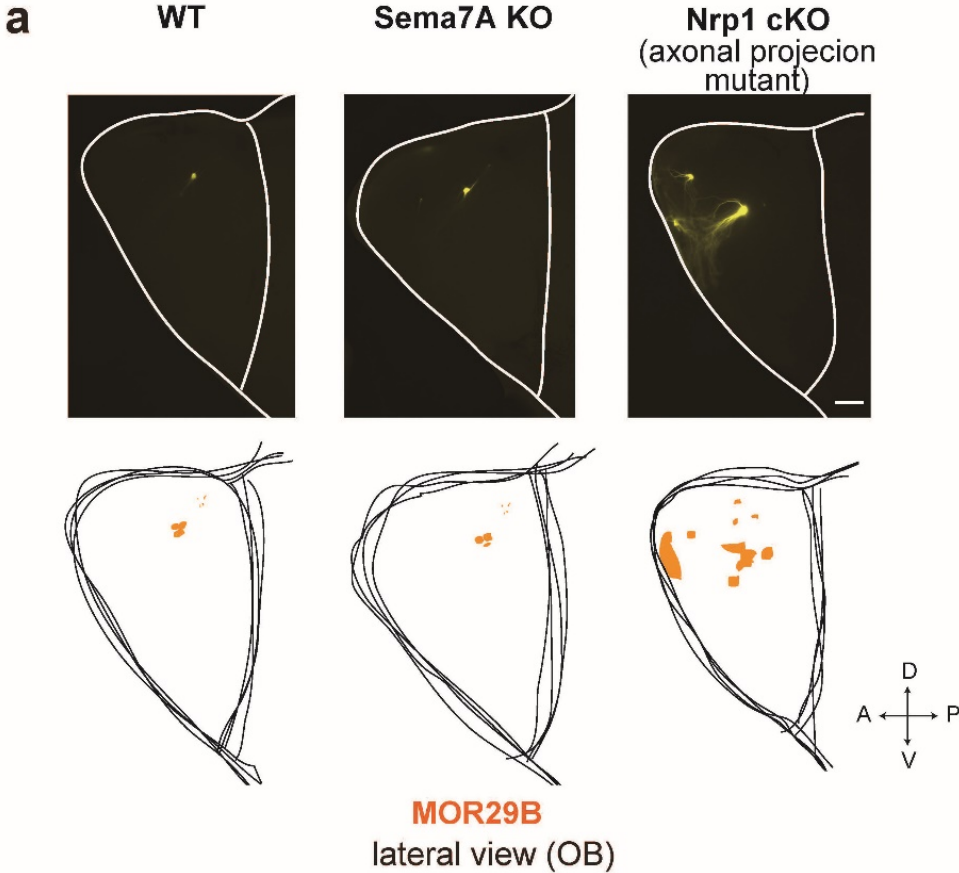 a
WT
Sema7A KO
Nrp1 cKO
(axonal projecion
mutant)
D
A
P
V
MOR29B
lateral view (OB)